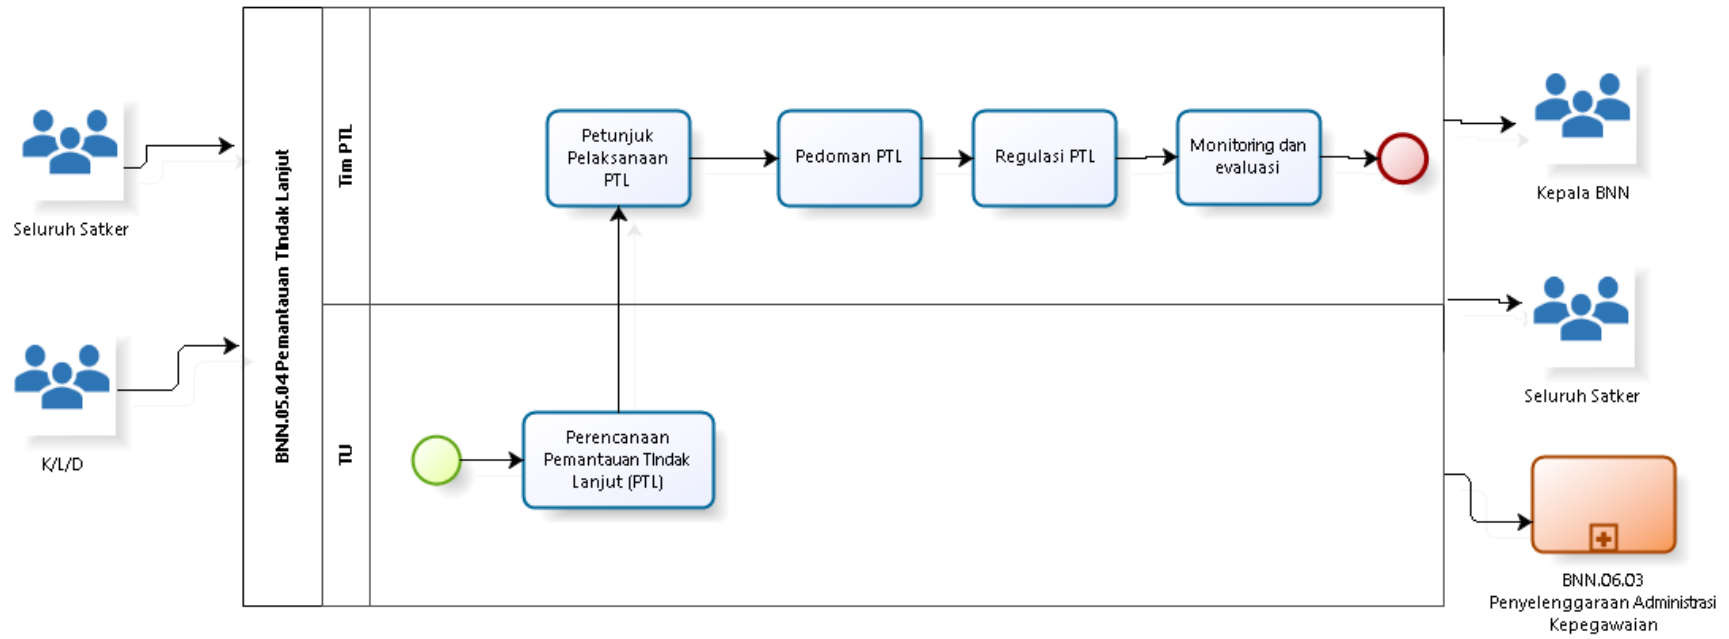 Seluruh Satker
K/L/D
BNN.05.04 Pemantauan TIndak Lanjut
Tim PTL
TU
Petunjuk
Pelaksanaan
PTL
Pedoman PTL
Regulasi PTL
Monitoring dan
evaluasi
Perencanaan
Pemantauan TIndak
Lanjut (PTL)
Kepala BNN
Seluruh Satker
BNN.06.03
Penyelenggaraan Administrasi
Kepegawaian